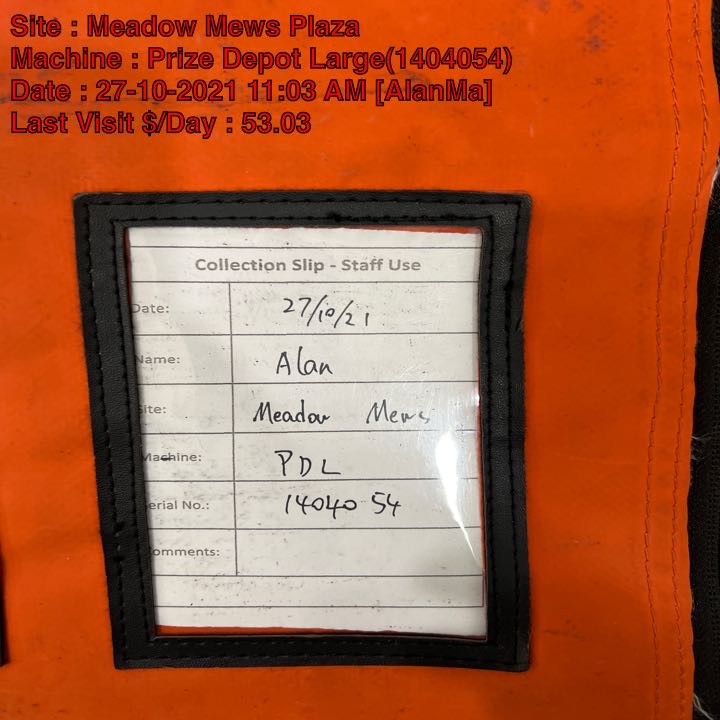 Site : Meadow Mews Plaza
Machine : Prize Depot Large(1404054)
Date : 27-10-2021 11:03 AM [AlanMa]
Last Visit $/Day : 53.03
Collection Slip - Staff Use
Date: 27/10/21
Name: Alan
Site: Meadow Mews
Machine: PDL
erial No.: 1404054
omments: